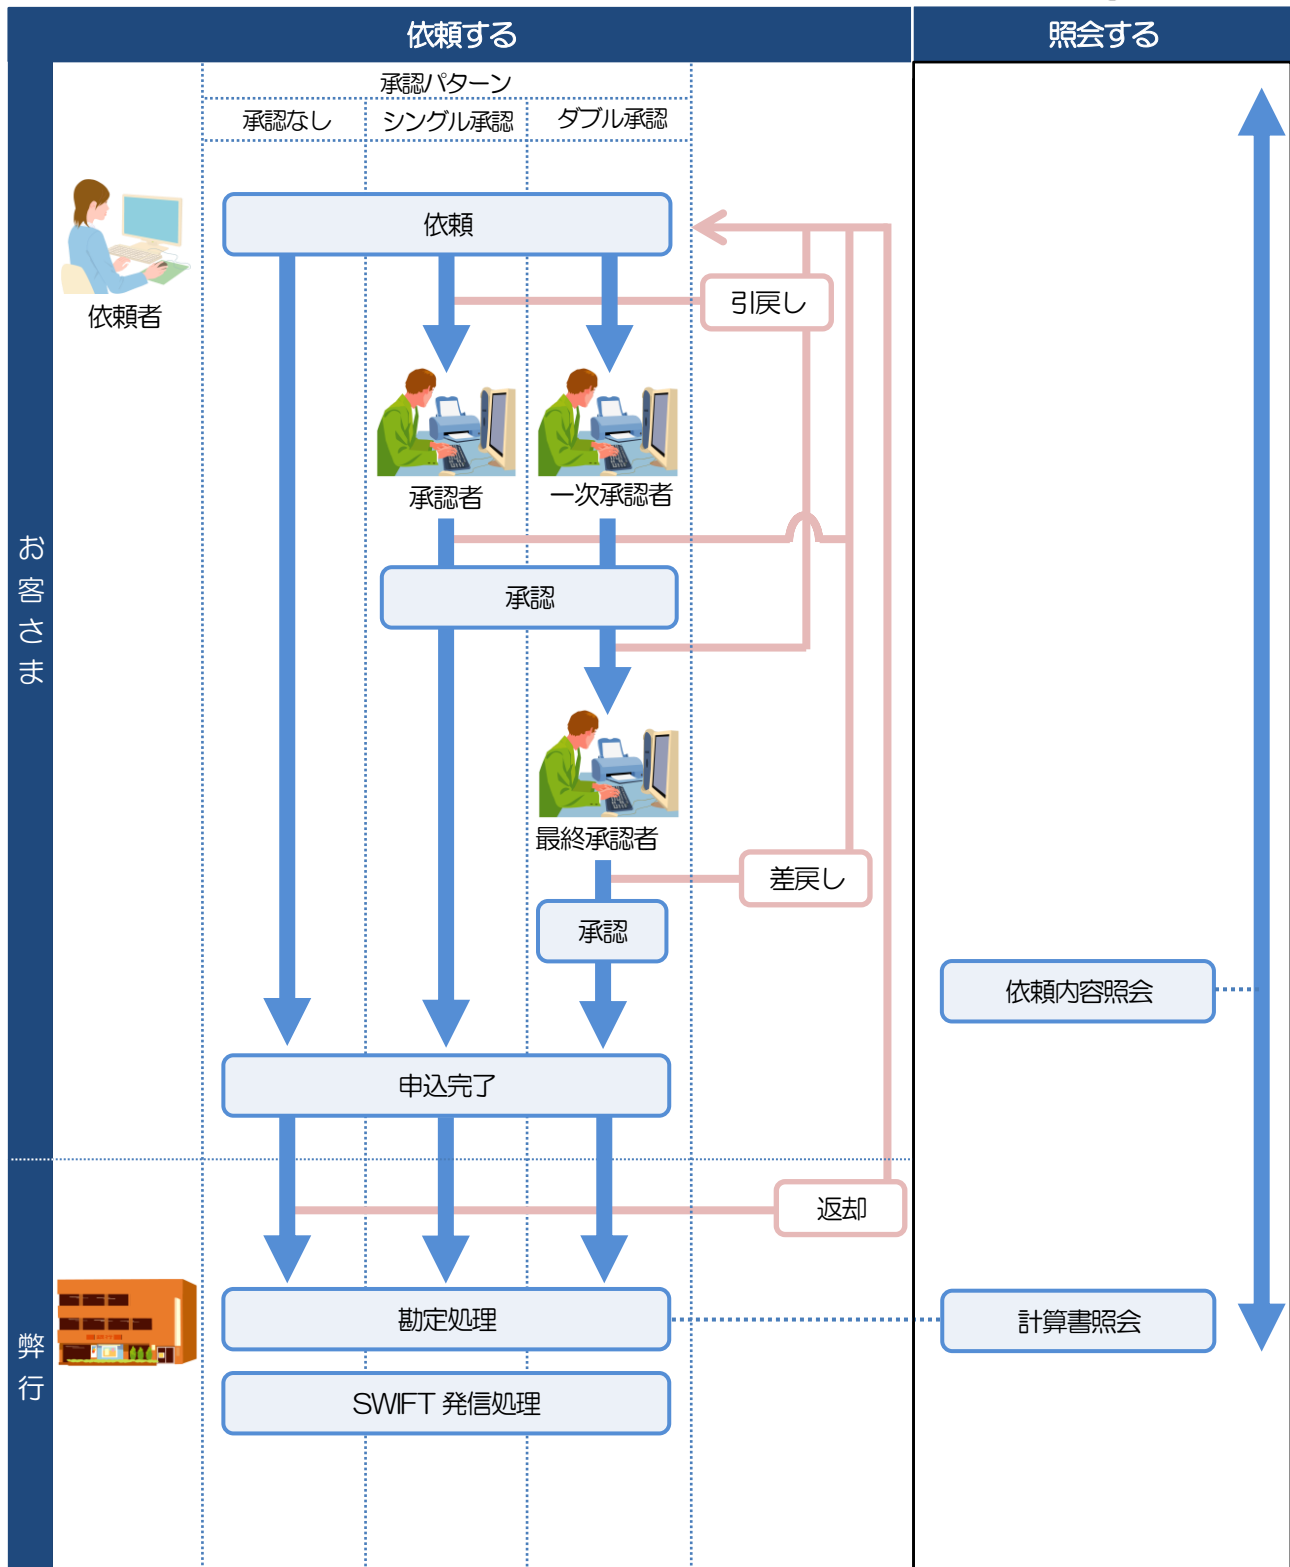 依頼する
照会する
承認パターン
承認なし
シングル承認
ダブル承認
依頼
依頼者
引戻し
承認者
一次承認者
お客さま
承認
最終承認者
差戻し
承認
依頼内容照会
申込完了
返却
弊行
勘定処理
計算書照会
SWIFT 発信処理